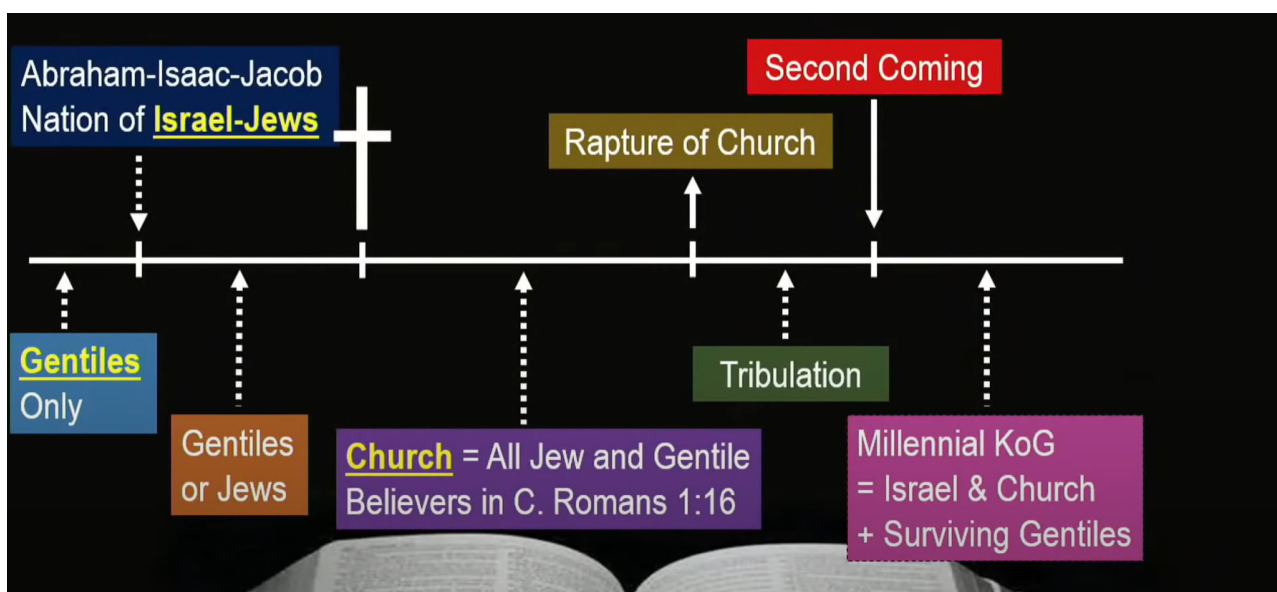 Abraham-Isaac-Jacob
Nation of Israel-Jews
Second Coming
Rapture of Church
Gentiles
Only
Gentiles
or Jews
Church = All Jew and Gentile
Believers in C. Romans 1:16
Tribulation
Millennial KoG
= Israel & Church
+ Surviving Gentiles